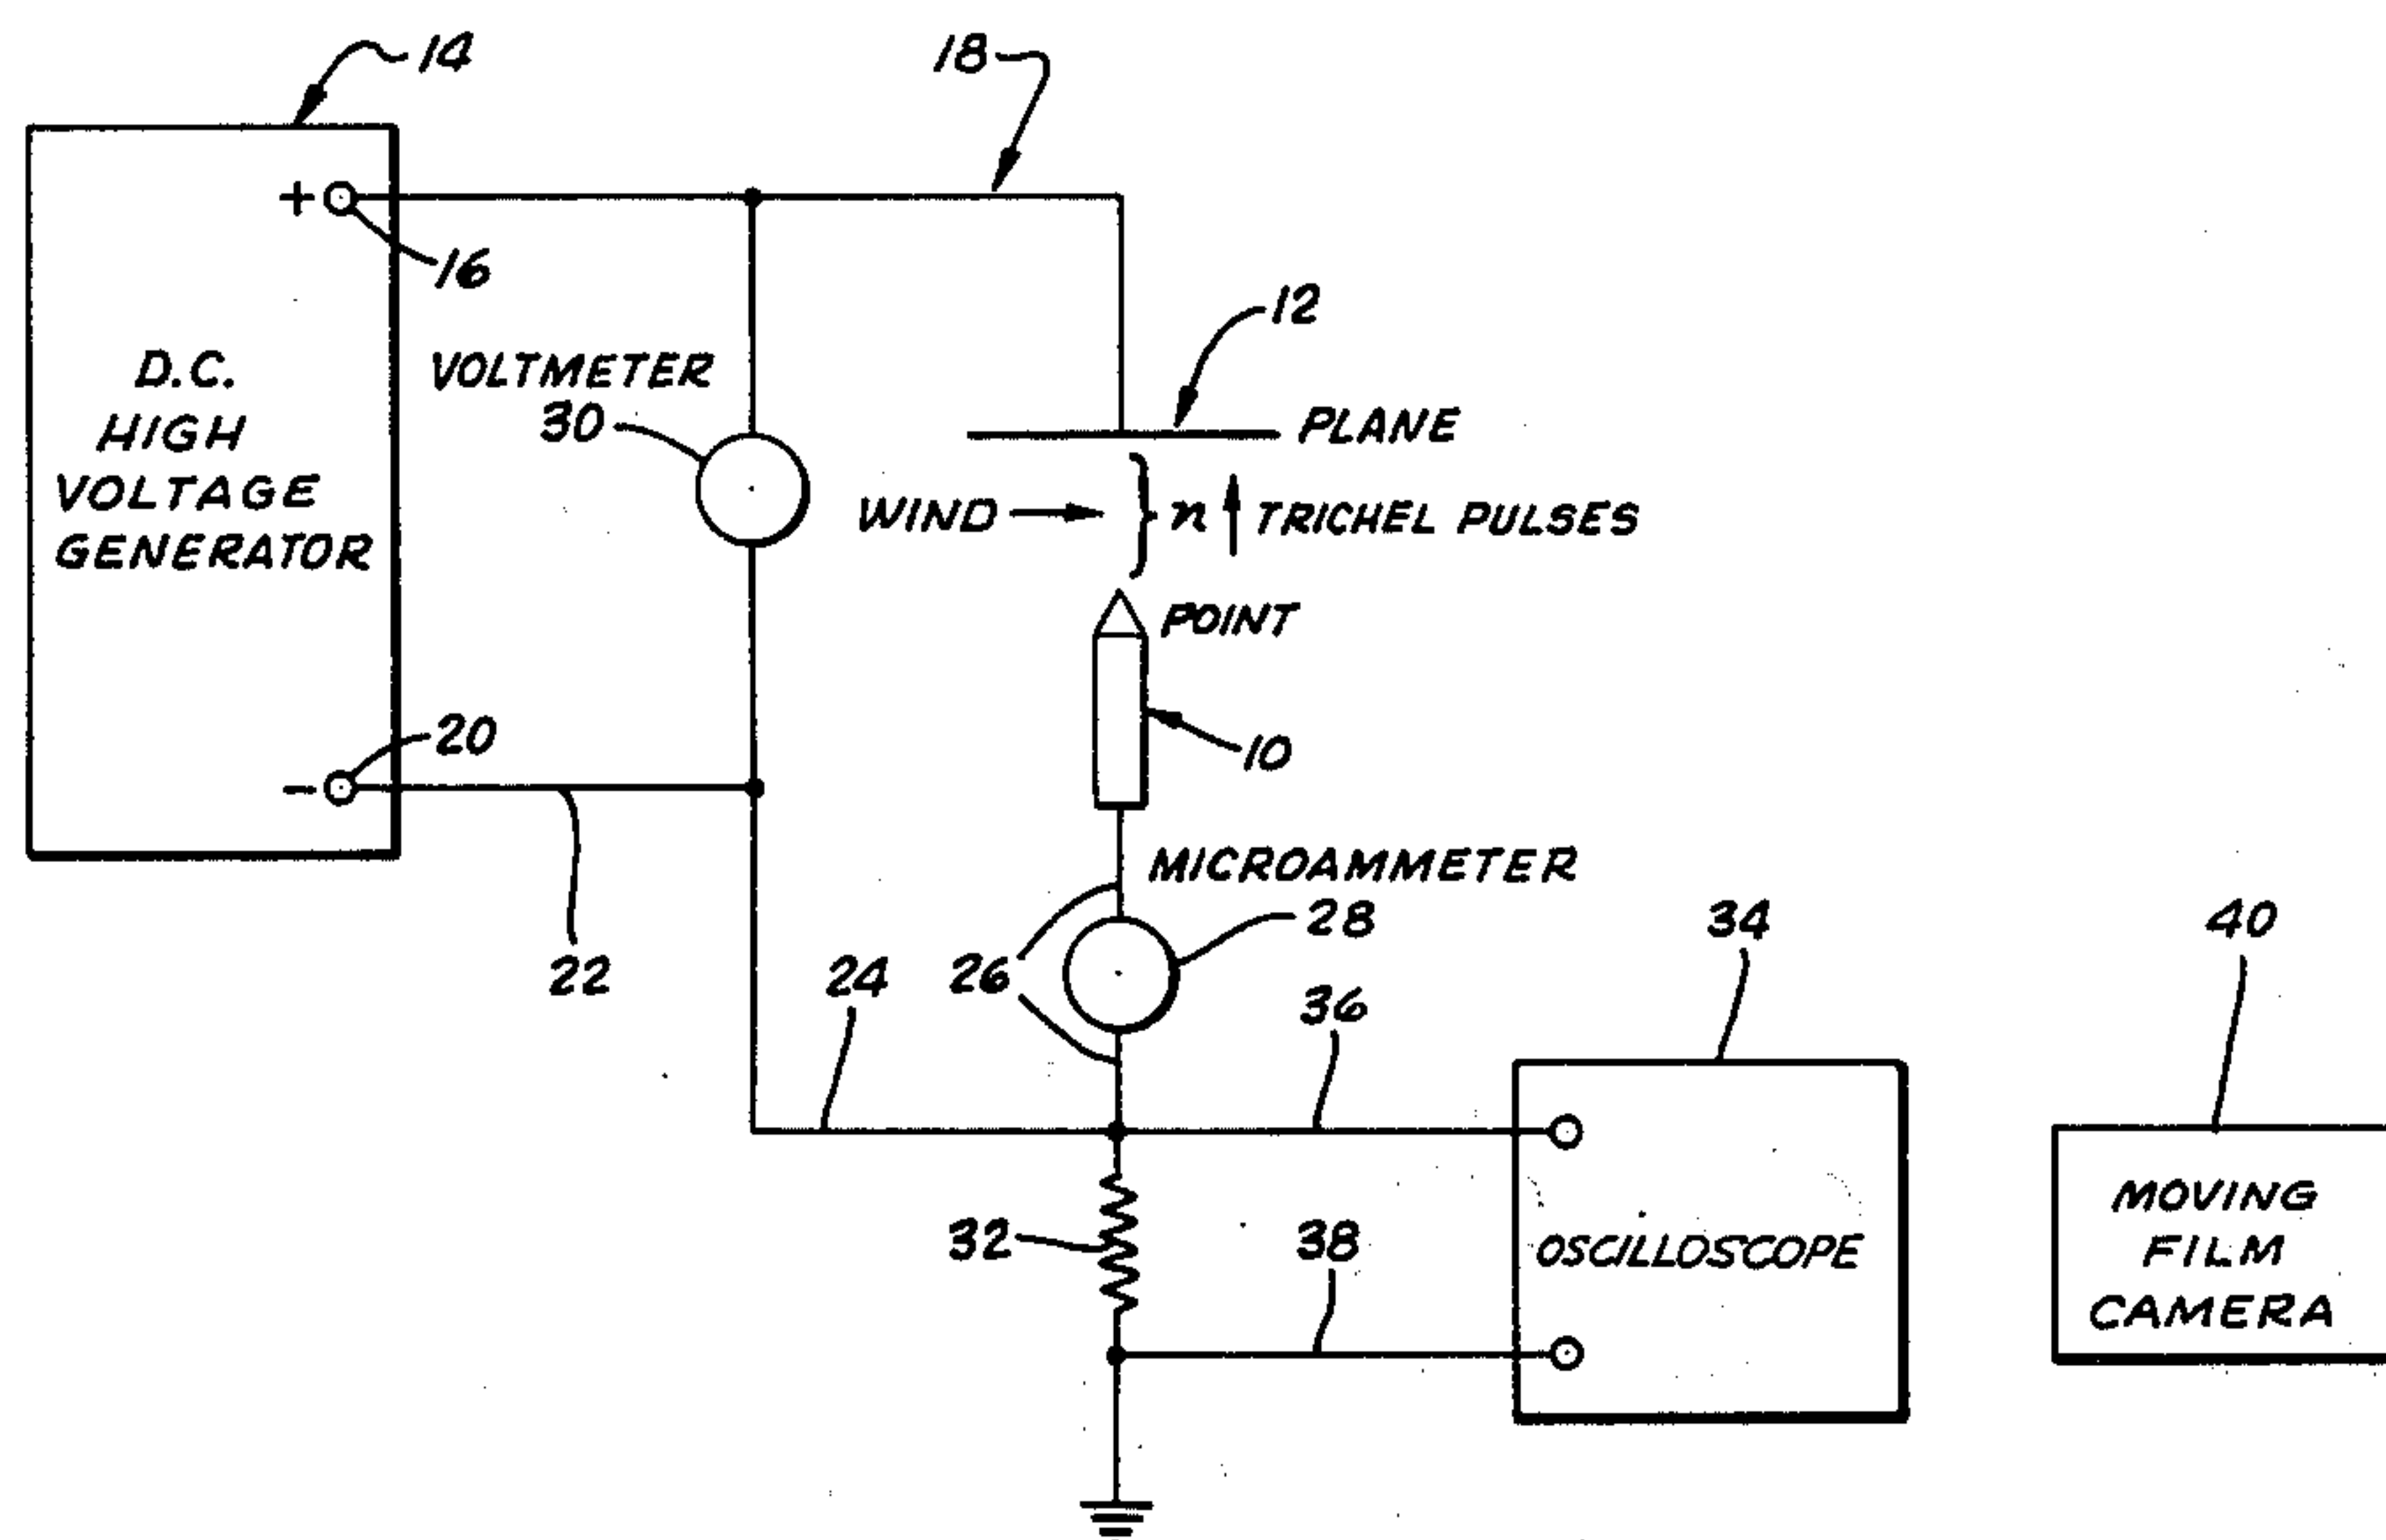 14
18
+
16
12
D.C.
HIGH
VOLTAGE
GENERATOR
VOLTMETER
30
PLANE
WIND
n
TRICHEL PULSES
POINT
10
20
-
22
MICROAMMETER
28
26
24
36
34
40
32
38
OSCILLOSCOPE
MOVING
FILM
CAMERA